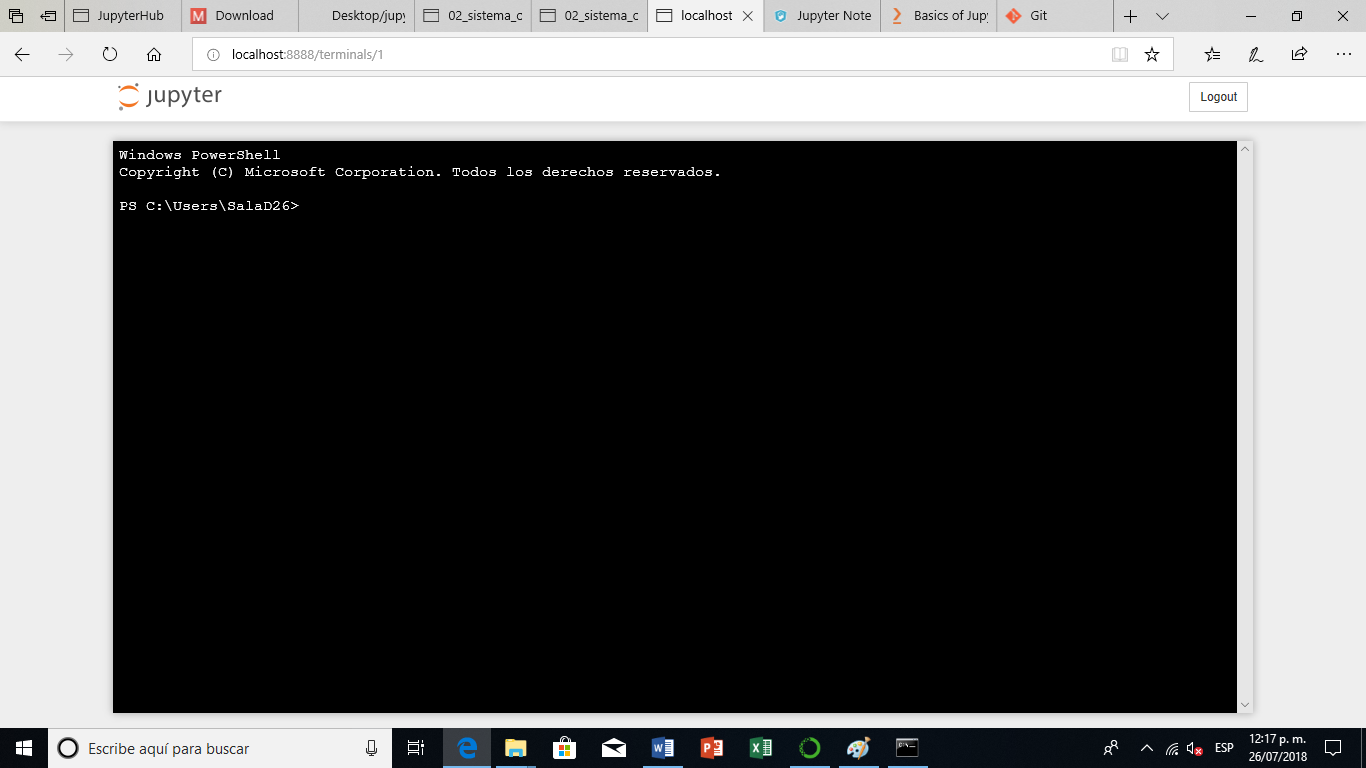 JupyterHub
Download
Desktop/jupy
02_sistema_c
02_sistema_c
localhost
Jupyter Note
Basics of Jup
Git
localhost:8888/terminals/1
jupyter
Logout
Windows PowerShell
Copyright (C) Microsoft Corporation. Todos los derechos reservados.
PS C:\Users\SalaD26>
Escribe aquí para buscar
ESP
12:17 p. m.
26/07/2018